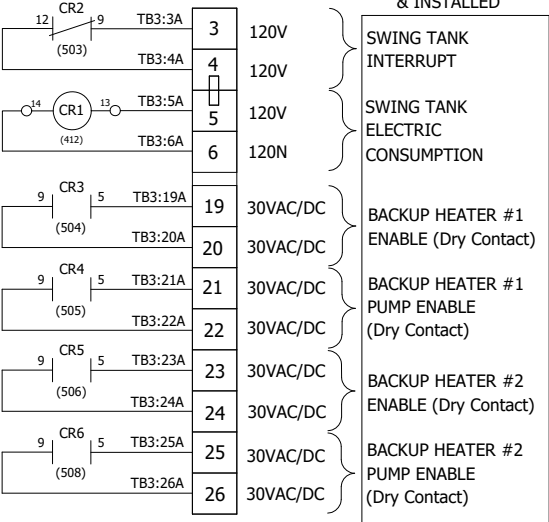 & INSTALLED
CR2
12 9 TB3:3A 3 120V
(503)
TB3:4A 4 120V
SWING TANK
INTERRUPT
14 CR1 13 TB3:5A 5 120V
(412)
TB3:6A 6 120N
SWING TANK
ELECTRIC
CONSUMPTION
CR3
9 5 TB3:19A 19 30VAC/DC
(504)
TB3:20A 20 30VAC/DC
BACKUP HEATER #1
ENABLE (Dry Contact)
CR4
9 5 TB3:21A 21 30VAC/DC
(505)
TB3:22A 22 30VAC/DC
BACKUP HEATER #1
PUMP ENABLE
(Dry Contact)
CR5
9 5 TB3:23A 23 30VAC/DC
(506)
TB3:24A 24 30VAC/DC
BACKUP HEATER #2
ENABLE (Dry Contact)
CR6
9 5 TB3:25A 25 30VAC/DC
(508)
TB3:26A 26 30VAC/DC
BACKUP HEATER #2
PUMP ENABLE
(Dry Contact)